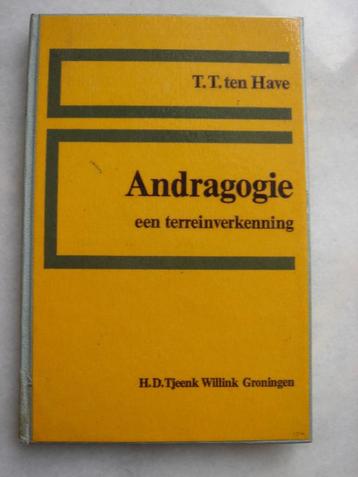 T.T. ten Have
Andragogie
een terreinverkenning
H.D. Tjeenk Willink Groningen